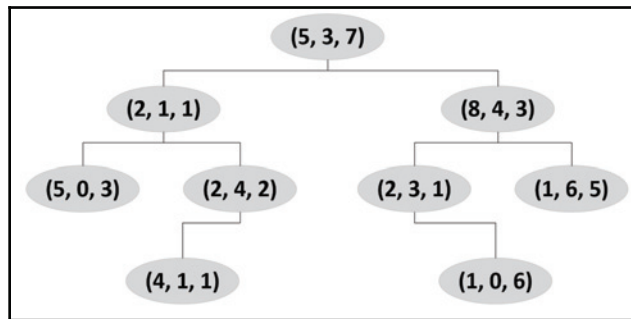 (5, 3, 7)
(2, 1, 1) (8, 4, 3)
(5, 0, 3) (2, 4, 2) (2, 3, 1) (1, 6, 5)
(4, 1, 1) (1, 0, 6)